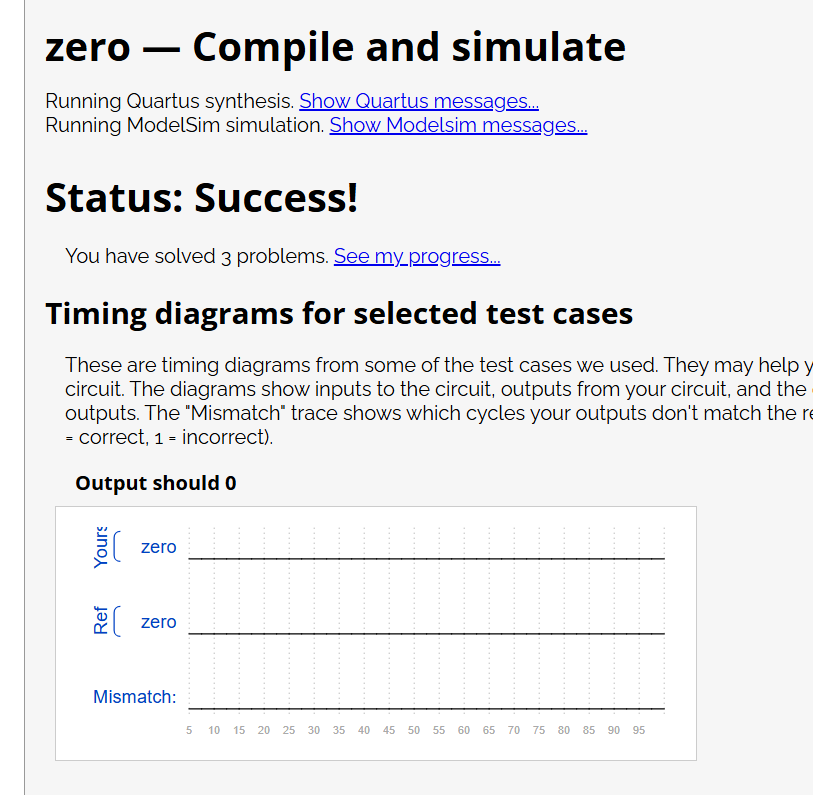 zero — Compile and simulate
Running Quartus synthesis. Show Quartus messages...
Running ModelSim simulation. Show Modelsim messages...
Status: Success!
You have solved 3 problems. See my progress...
Timing diagrams for selected test cases
These are timing diagrams from some of the test cases we used. They may help
circuit. The diagrams show inputs to the circuit, outputs from your circuit, and the
outputs. The "Mismatch" trace shows which cycles your outputs don't match the
= correct, 1 = incorrect).
Output should 0
Yours zero
Ref zero
Mismatch:
5 10 15 20 25 30 35 40 45 50 55 60 65 70 75 80 85 90 95